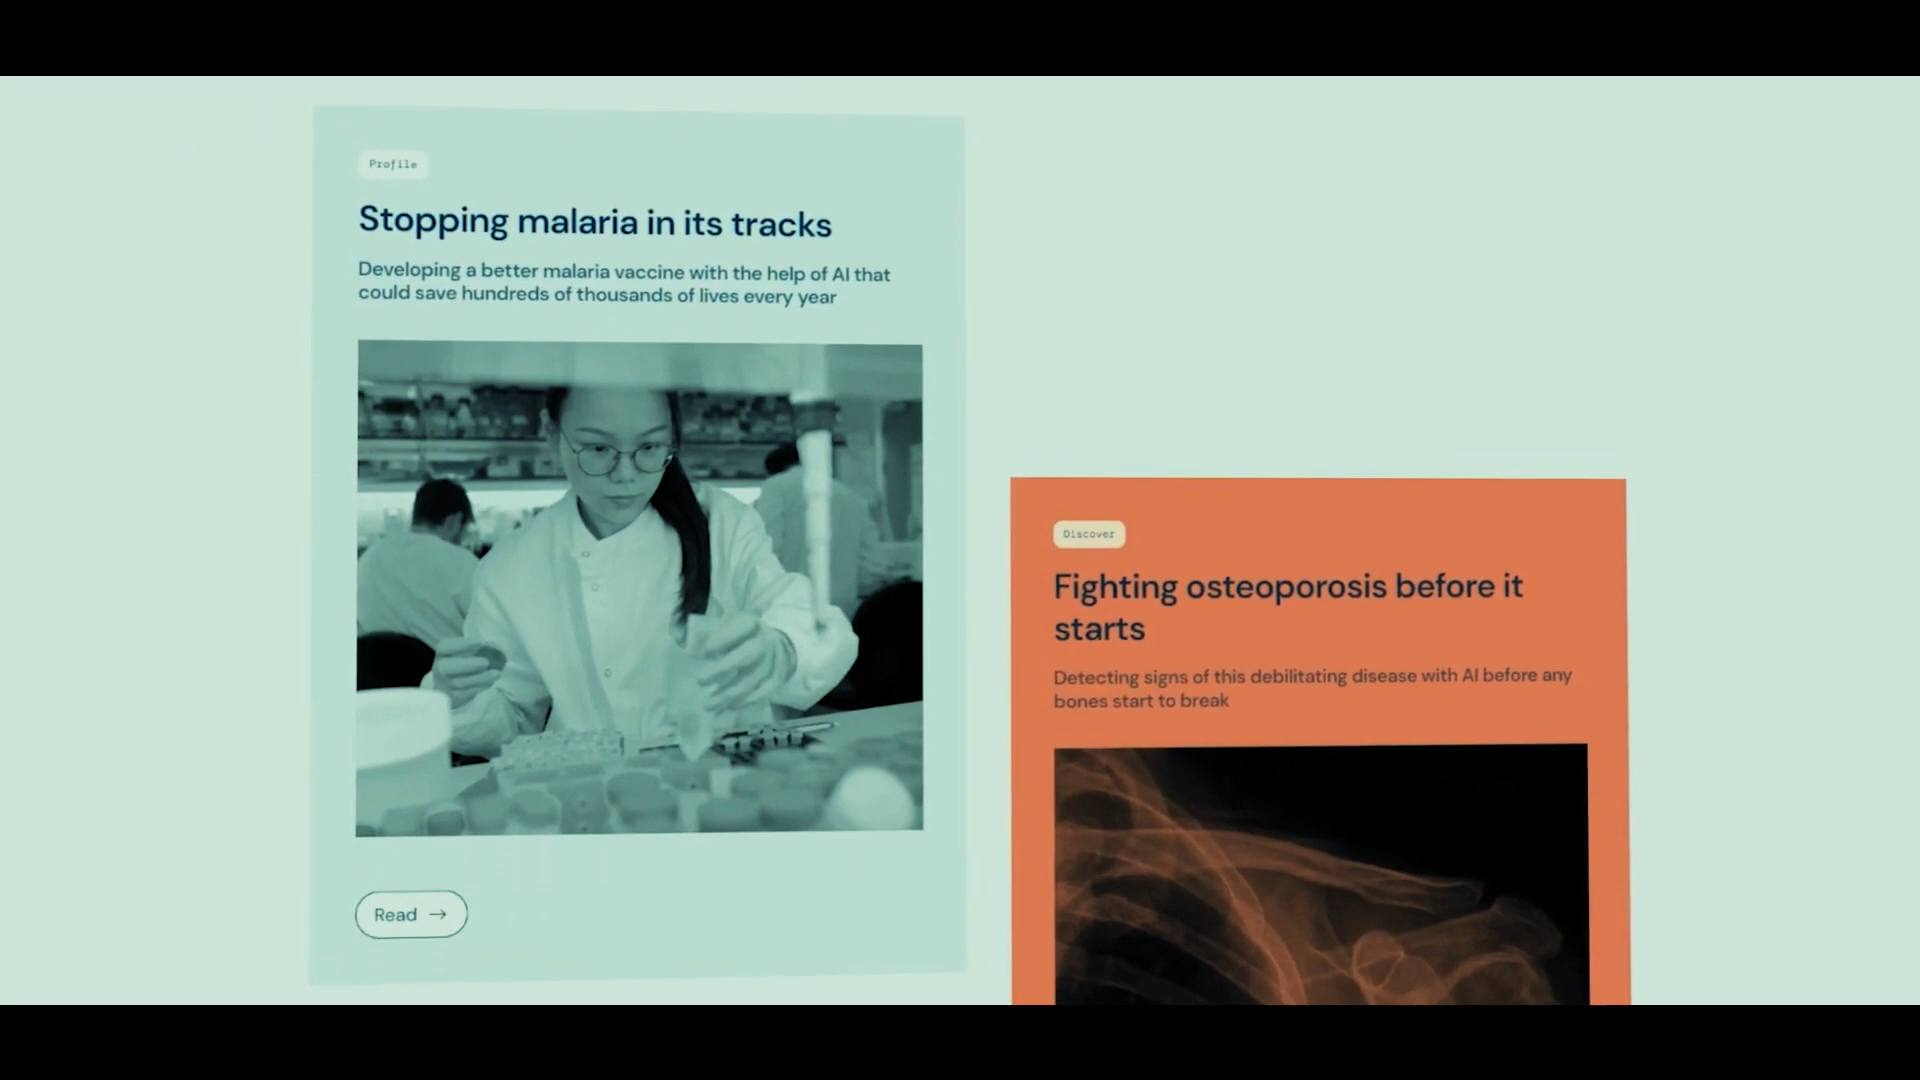 Profile
Stopping malaria in its tracks
Developing a better malaria vaccine with the help of AI that
could save hundreds of thousands of lives every year
Read →
Discover
Fighting osteoporosis before it
starts
Detecting signs of this debilitating disease with AI before any
bones start to break